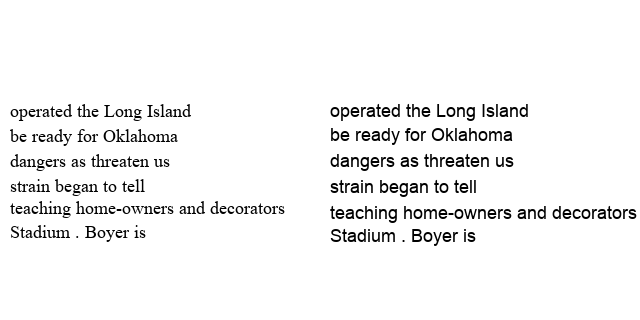 operated the Long Island
be ready for Oklahoma
dangers as threaten us
strain began to tell
teaching home-owners and decorators
Stadium . Boyer is
operated the Long Island
be ready for Oklahoma
dangers as threaten us
strain began to tell
teaching home-owners and decorators
Stadium . Boyer is